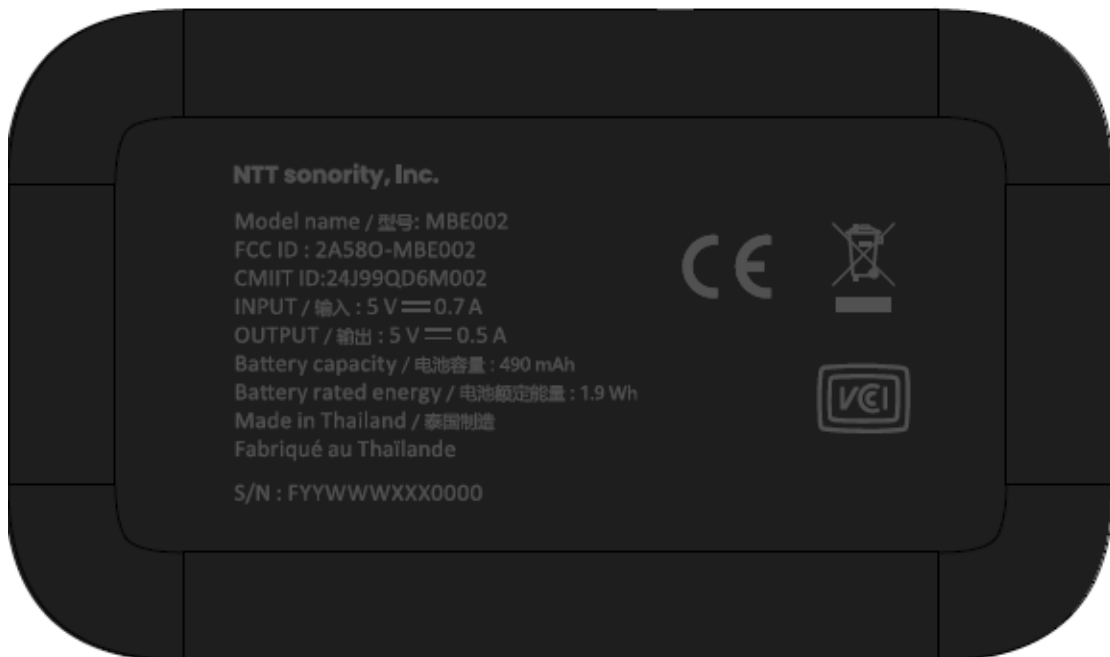 NTT sonority, Inc.
Model name / 型号: MBE002
FCC ID : 2A58O-MBE002
CMIIT ID:24J99QD6M002
INPUT / 输入 : 5 V ⎓ 0.7 A
OUTPUT / 输出 : 5 V ⎓ 0.5 A
Battery capacity / 电池容量 : 490 mAh
Battery rated energy / 电池额定能量 : 1.9 Wh
Made in Thailand / 泰国制造
Fabriqué au Thaïlande
S/N : FYYWWWXXX0000
CE
VCCI